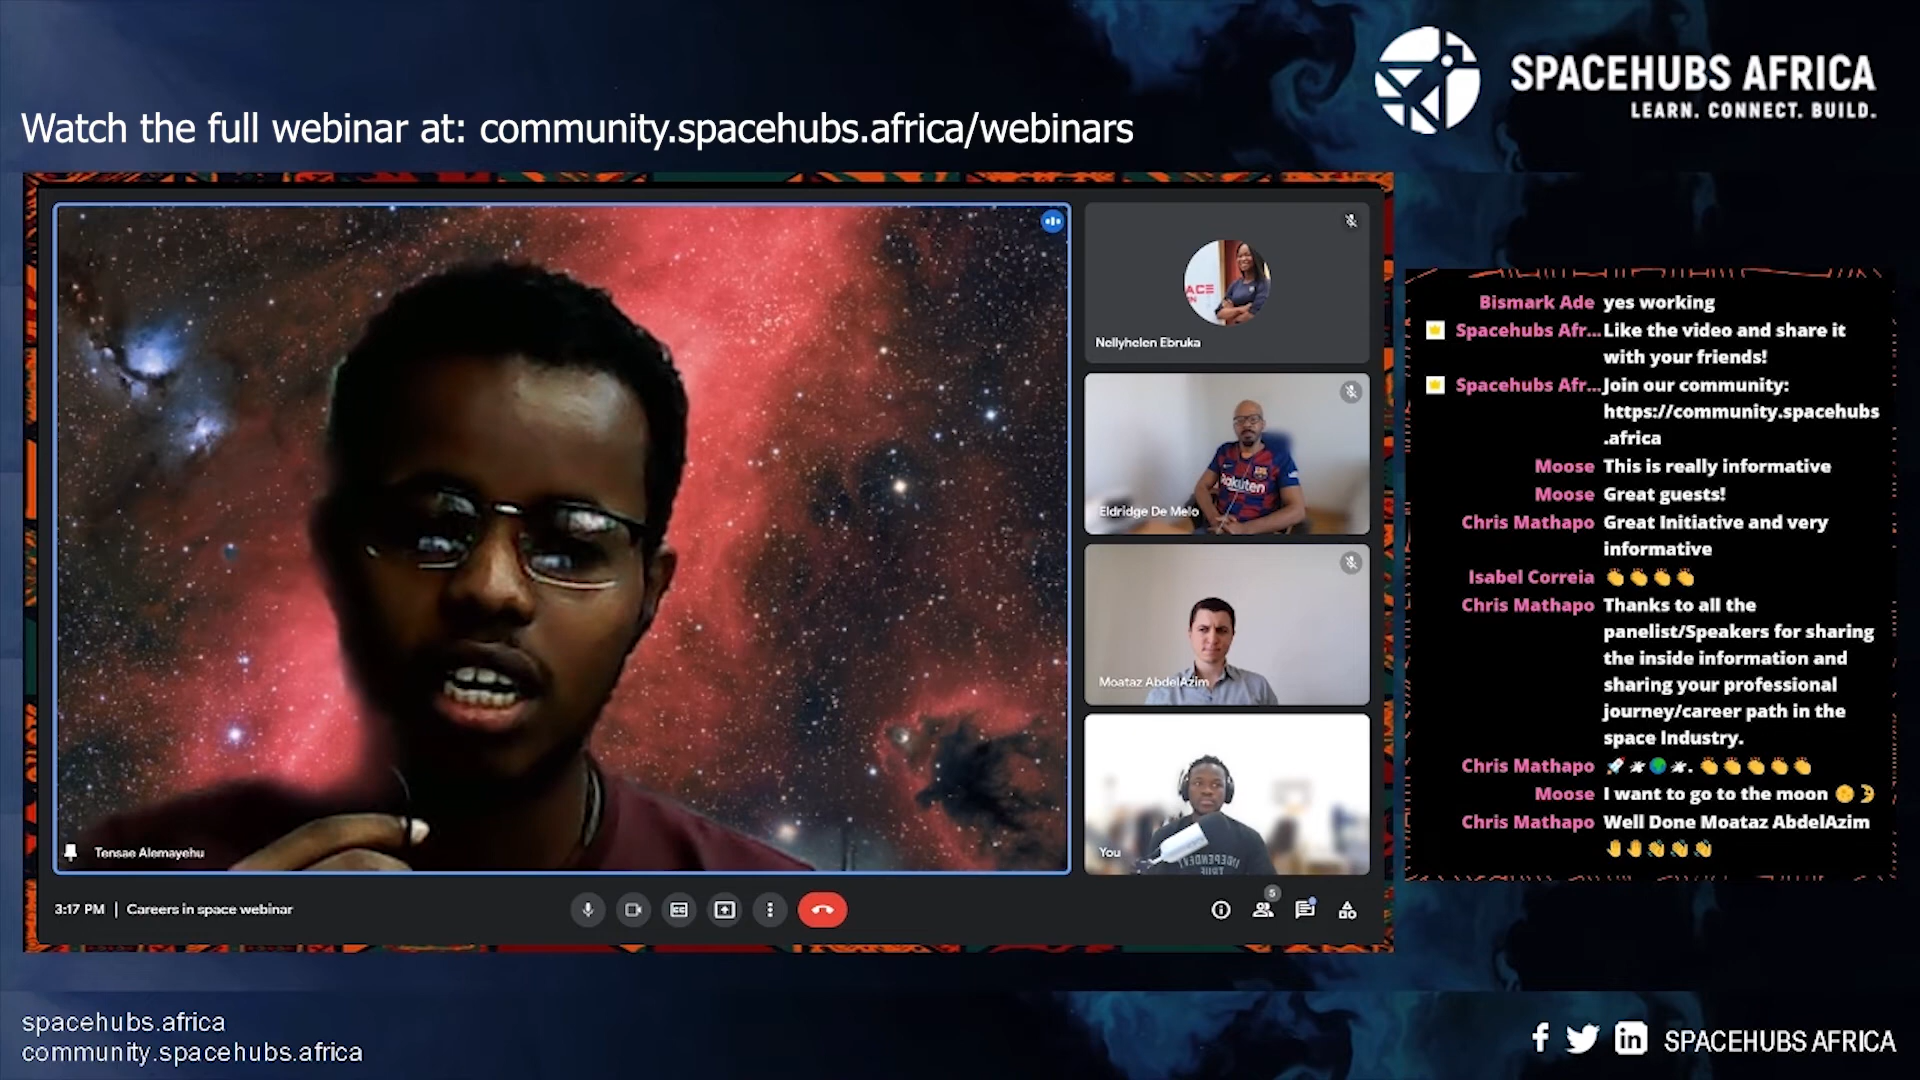 SPACEHUBS AFRICA
LEARN. CONNECT. BUILD.
Watch the full webinar at: community.spacehubs.africa/webinars
Tensae Alemayehu
ACE
Nellyhelen Ebruka
Rakuten
Eldridge De Melo
Moataz AbdelAzim
You
INDEPENDENT
TRUE
3:17 PM | Careers in space webinar
5
Bismark Ade yes working
Spacehubs Afr... Like the video and share it
with your friends!
Spacehubs Afr... Join our community:
https://community.spacehubs
.africa
Moose This is really informative
Moose Great guests!
Chris Mathapo Great Initiative and very
informative
Isabel Correia 👏👏👏👏
Chris Mathapo Thanks to all the
panelist/Speakers for sharing
the inside information and
sharing your professional
journey/career path in the
space Industry.
Chris Mathapo 🚀🛰🌍🛰. 👏👏👏👏👏
Moose I want to go to the moon 🌕🌛
Chris Mathapo Well Done Moataz AbdelAzim
🤚🤚👏👏👏
spacehubs.africa
community.spacehubs.africa
SPACEHUBS AFRICA